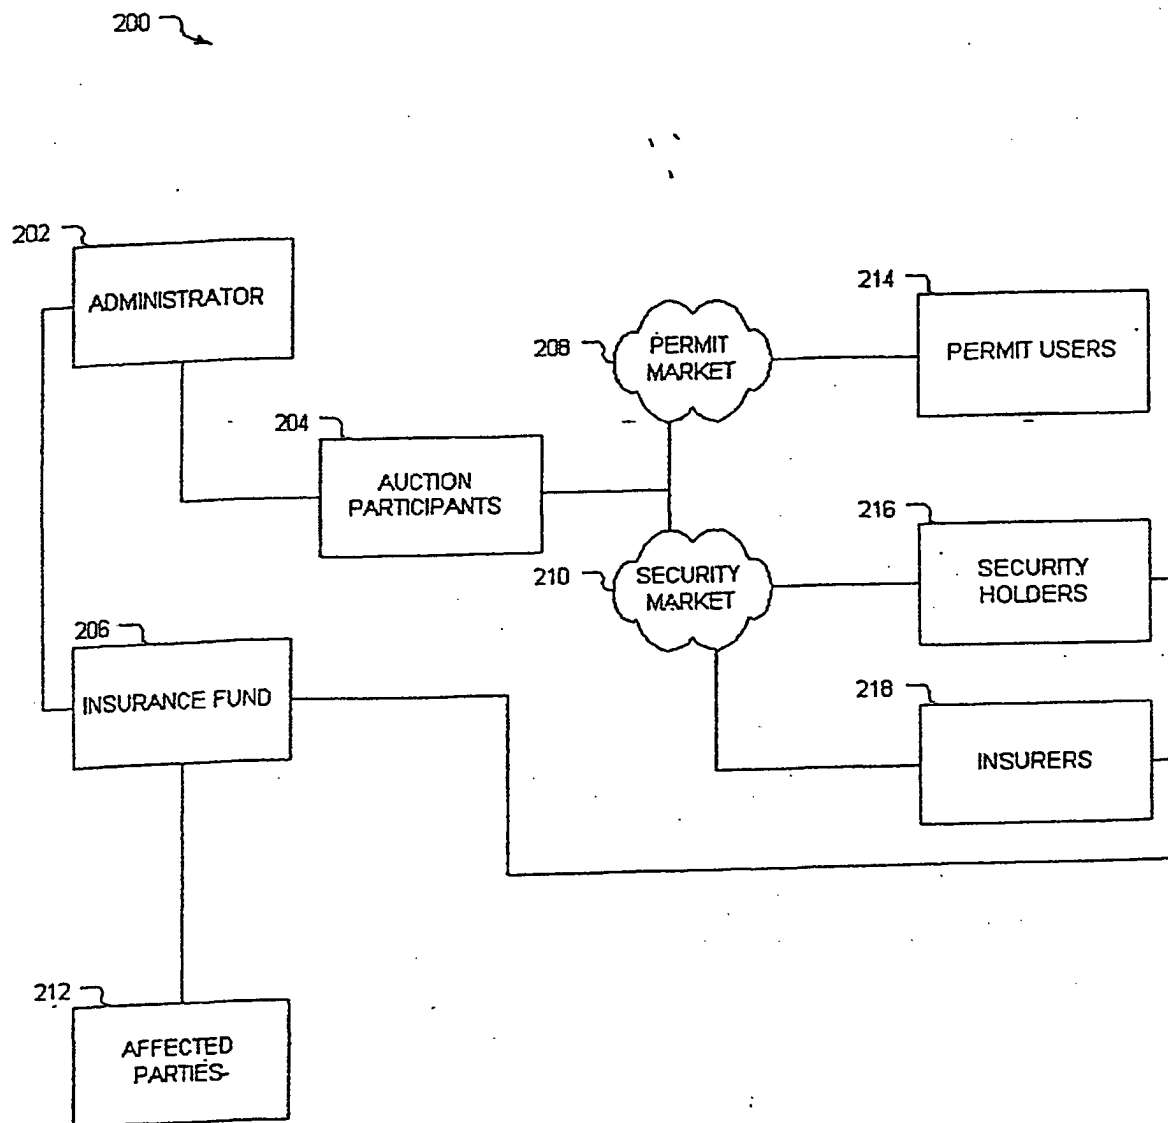 200
202
ADMINISTRATOR
204
AUCTION
PARTICIPANTS
206
INSURANCE FUND
208
PERMIT
MARKET
210
SECURITY
MARKET
212
AFFECTED
PARTIES
214
PERMIT USERS
216
SECURITY
HOLDERS
218
INSURERS